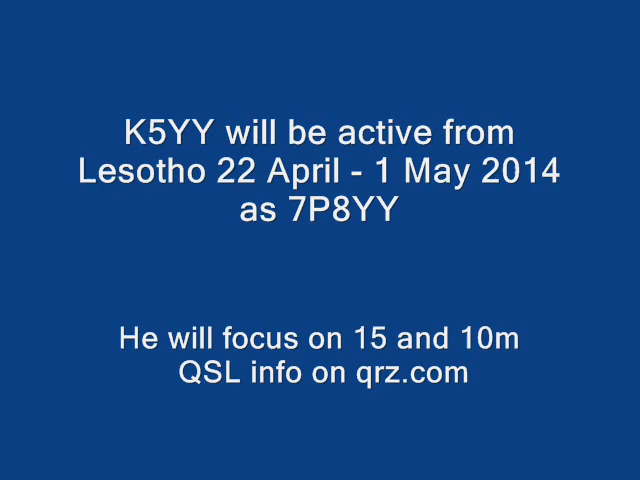 K5YY will be active from
Lesotho 22 April - 1 May 2014
as 7P8YY
He will focus on 15 and 10m
QSL info on qrz.com